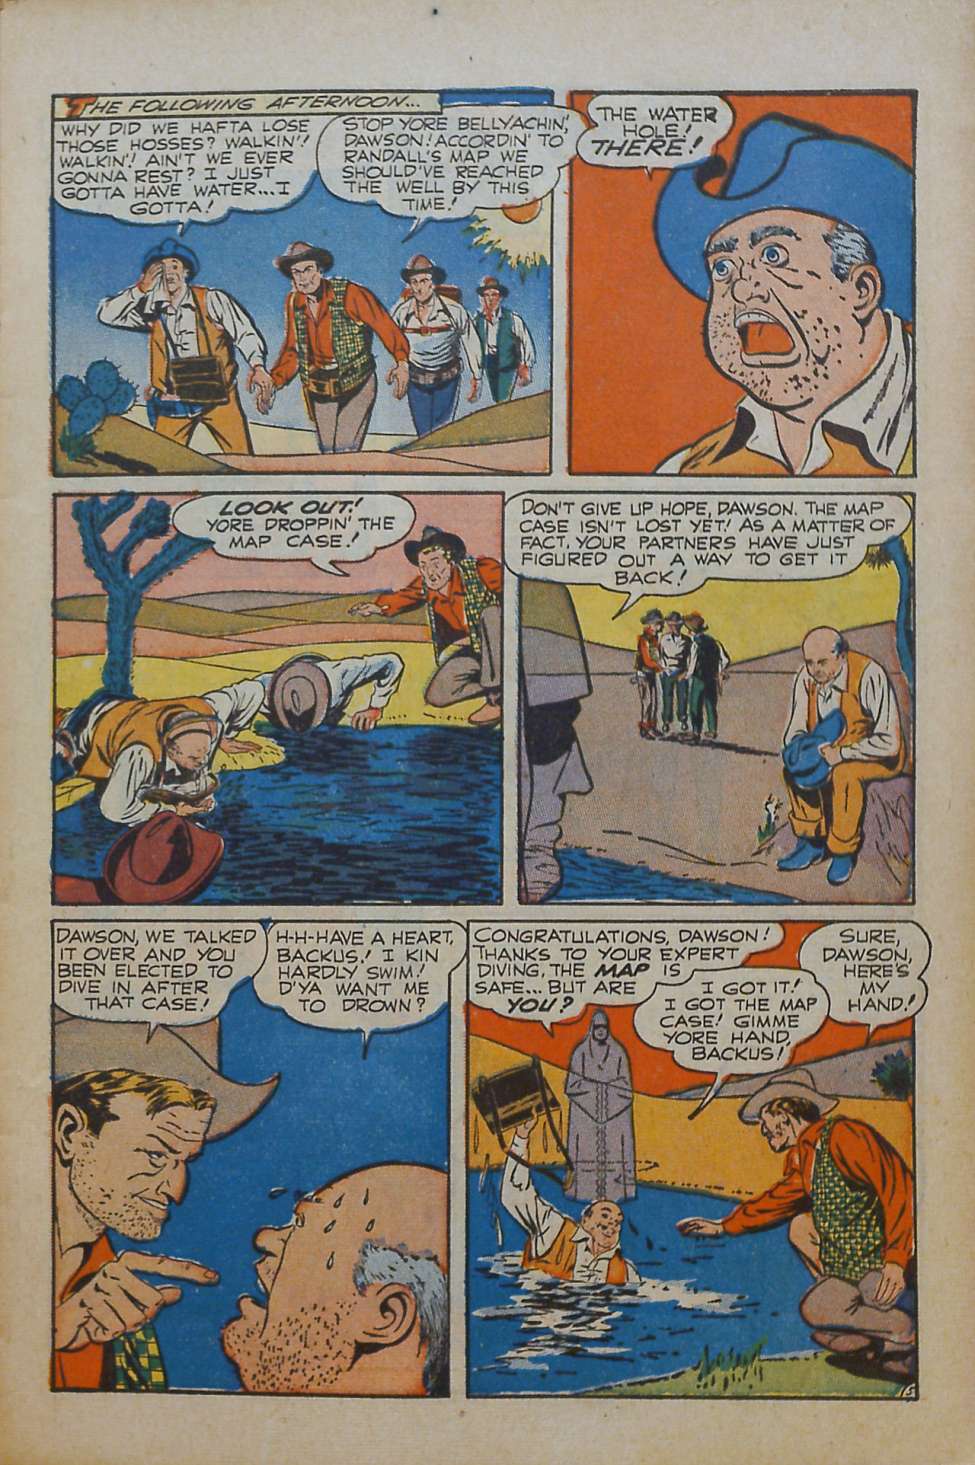 THE FOLLOWING AFTERNOON...
WHY DID WE HAFTA LOSE
THOSE HOSSES? WALKIN'!
WALKIN'! AIN'T WE EVER
GONNA REST? I JUST
GOTTA HAVE WATER...I
GOTTA!
STOP YORE BELLYACHIN',
DAWSON! ACCORDIN' TO
RANDALL'S MAP WE
SHOULD'VE REACHED
THE WELL BY THIS
TIME!
THE WATER
HOLE!
THERE!
LOOK OUT!
YORE DROPPIN' THE
MAP CASE!
DON'T GIVE UP HOPE, DAWSON. THE MAP
CASE ISN'T LOST YET! AS A MATTER OF
FACT, YOUR PARTNERS HAVE JUST
FIGURED OUT A WAY TO GET IT
BACK!
DAWSON, WE TALKED
IT OVER AND YOU
BEEN ELECTED TO
DIVE IN AFTER
THAT CASE!
H-H-HAVE A HEART,
BACKUS! I KIN
HARDLY SWIM!
D'YA WANT ME
TO DROWN?
CONGRATULATIONS, DAWSON!
THANKS TO YOUR EXPERT
DIVING, THE MAP IS
SAFE... BUT ARE
YOU?
I GOT IT!
I GOT THE MAP
CASE! GIMME
YORE HAND,
BACKUS!
SURE,
DAWSON,
HERE'S
MY
HAND!
5